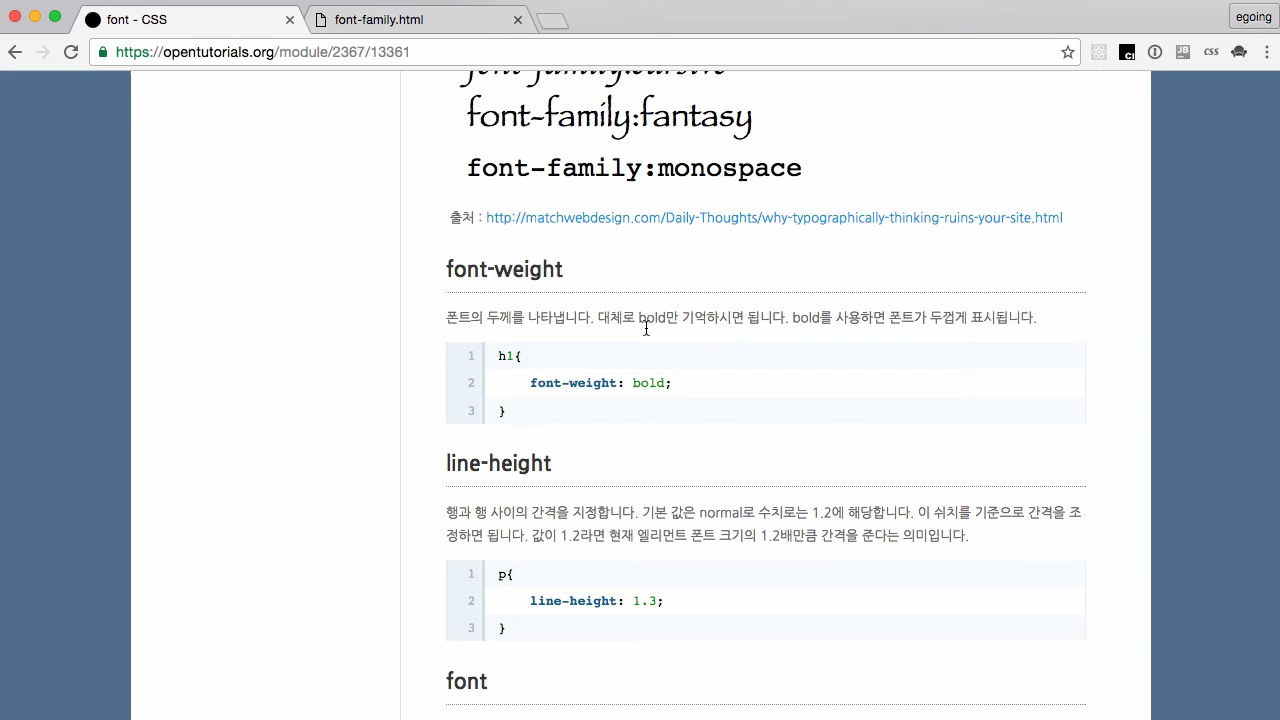 font - CSS
font-family.html
egoing
https://opentutorials.org/module/2367/13361
JB
css
font-family:cursive
font-family:fantasy
font-family:monospace
출처 : http://matchwebdesign.com/Daily-Thoughts/why-typographically-thinking-ruins-your-site.html
font-weight
폰트의 두께를 나타냅니다. 대체로 bold만 기억하시면 됩니다. bold를 사용하면 폰트가 두껍게 표시됩니다.
1 h1{
2 font-weight: bold;
3 }
line-height
행과 행 사이의 간격을 지정합니다. 기본 값은 normal로 수치로는 1.2에 해당합니다. 이 쉬치를 기준으로 간격을 조
정하면 됩니다. 값이 1.2라면 현재 엘리먼트 폰트 크기의 1.2배만큼 간격을 준다는 의미입니다.
1 p{
2 line-height: 1.3;
3 }
font